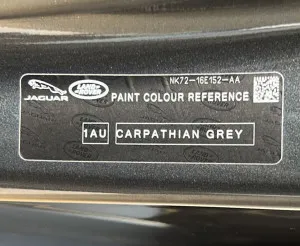 NK72-16E152-AA
JAGUAR
LAND
ROVER
PAINT COLOUR REFERENCE
1AU CARPATHIAN GREY